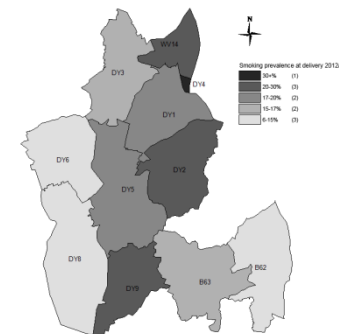 N
Smoking prevalence at delivery 2012/
30+% (1)
20-30% (3)
17-20% (2)
15-17% (2)
6-15% (3)
WV14
DY3
DY4
DY1
DY6
DY2
DY5
DY8
DY9
B63
B62